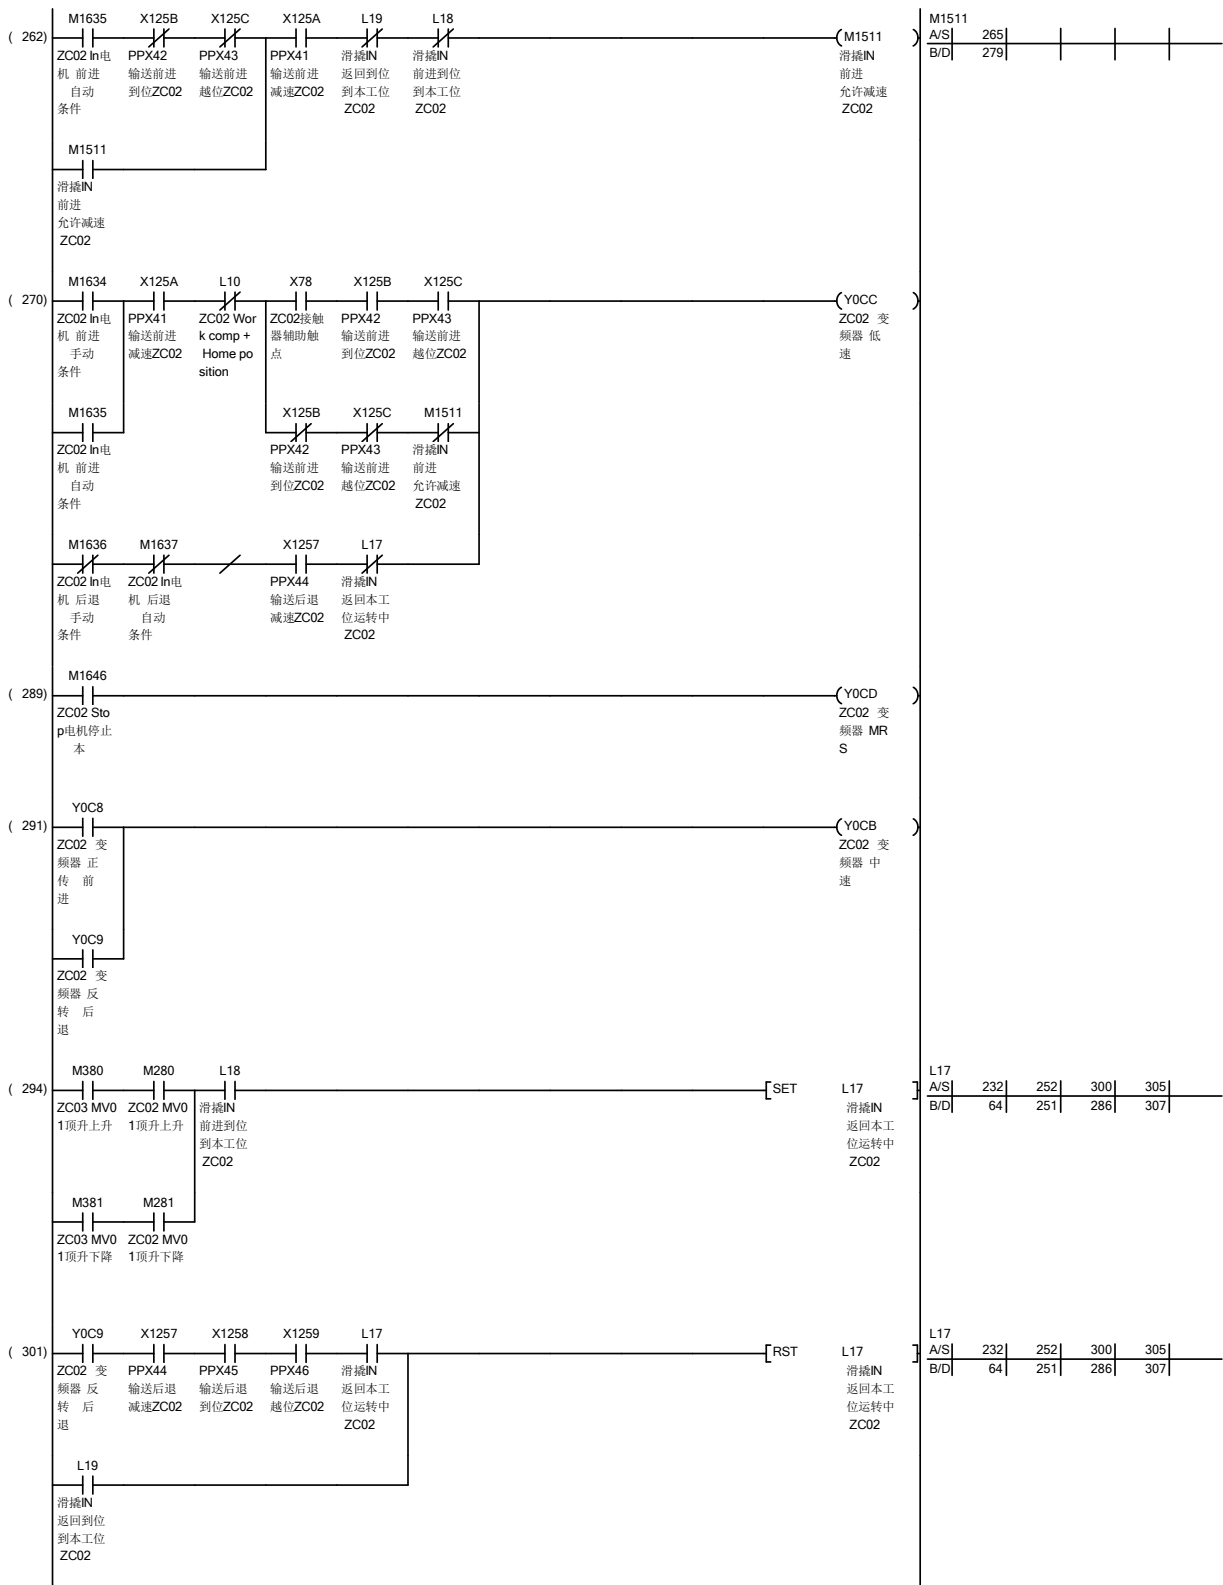 M1635 X125B X125C X125A L19 L18 M1511
( 262) (M1511 ) A/S 265
ZC02 In电 PPX42 PPX43 PPX41 滑撬IN 滑撬IN 滑撬IN B/D 279
机 前进 输送前进 输送前进 输送前进 返回到位 前进到位 前进
自动 到位ZC02 越位ZC02 减速ZC02 到本工位 到本工位 允许减速
条件 ZC02 ZC02 ZC02
M1511
滑撬IN
前进
允许减速
ZC02
M1634 X125A L10 X78 X125B X125C
( 270) (Y0CC )
ZC02 In电 PPX41 ZC02 Wor ZC02接触 PPX42 PPX43 ZC02 变
机 前进 输送前进 k comp + 器辅助触 输送前进 输送前进 频器 低
手动 减速ZC02 Home po 点 到位ZC02 越位ZC02 速
条件 sition
M1635 X125B X125C M1511
ZC02 In电 PPX42 PPX43 滑撬IN
机 前进 输送前进 输送前进 前进
自动 到位ZC02 越位ZC02 允许减速
条件 ZC02
M1636 M1637 X1257 L17
ZC02 In电 ZC02 In电 PPX44 滑撬IN
机 后退 机 后退 输送后退 返回本工
手动 自动 减速ZC02 位运转中
条件 条件 ZC02
M1646
( 289) (Y0CD )
ZC02 Sto ZC02 变
p电机停止 频器 MR
本 S
Y0C8
( 291) (Y0CB )
ZC02 变 ZC02 变
频器 正 频器 中
传 前 速
进
Y0C9
ZC02 变
频器 反
转 后
退
M380 M280 L18 L17
( 294) [SET L17 ] A/S 232 252 300 305
ZC03 MV0 ZC02 MV0 滑撬IN 滑撬IN B/D 64 251 286 307
1顶升上升 1顶升上升 前进到位 返回本工
到本工位 位运转中
ZC02 ZC02
M381 M281
ZC03 MV0 ZC02 MV0
1顶升下降 1顶升下降
Y0C9 X1257 X1258 X1259 L17 L17
( 301) [RST L17 ] A/S 232 252 300 305
ZC02 变 PPX44 PPX45 PPX46 滑撬IN 滑撬IN B/D 64 251 286 307
频器 反 输送后退 输送后退 输送后退 返回本工 返回本工
转 后 减速ZC02 到位ZC02 越位ZC02 位运转中 位运转中
退 ZC02 ZC02
L19
滑撬IN
返回到位
到本工位
ZC02